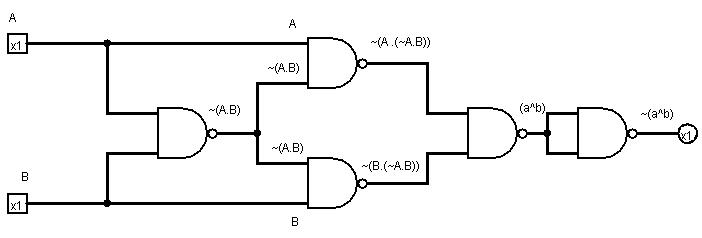 A
x1
A
~(A .(~A.B))
~(A.B)
~(A.B)
(a^b)
~(a^b)
x1
~(A.B)
~(B.(~A.B))
B
x1
B